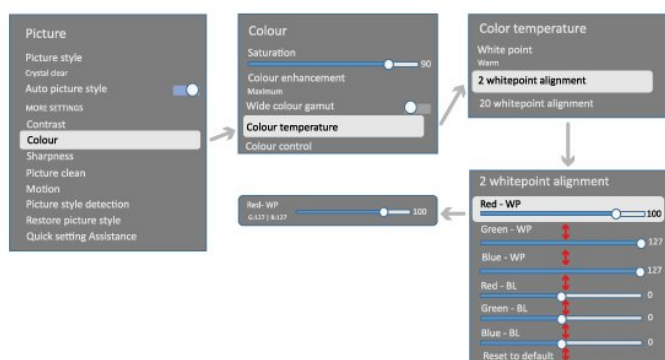 Picture
Picture style
Crystal clear
Auto picture style
MORE SETTINGS
Contrast
Colour
Sharpness
Picture clean
Motion
Picture style detection
Restore picture style
Quick setting Assistance
Colour
Saturation
90
Colour enhancement
Maximum
Wide colour gamut
Colour temperature
Colour control
Color temperature
White point
Warm
2 whitepoint alignment
20 whitepoint alignment
2 whitepoint alignment
Red - WP
100
Green - WP
127
Blue - WP
127
Red - BL
0
Green - BL
0
Blue - BL
0
Reset to default
Red- WP
G:127 | B:127
100